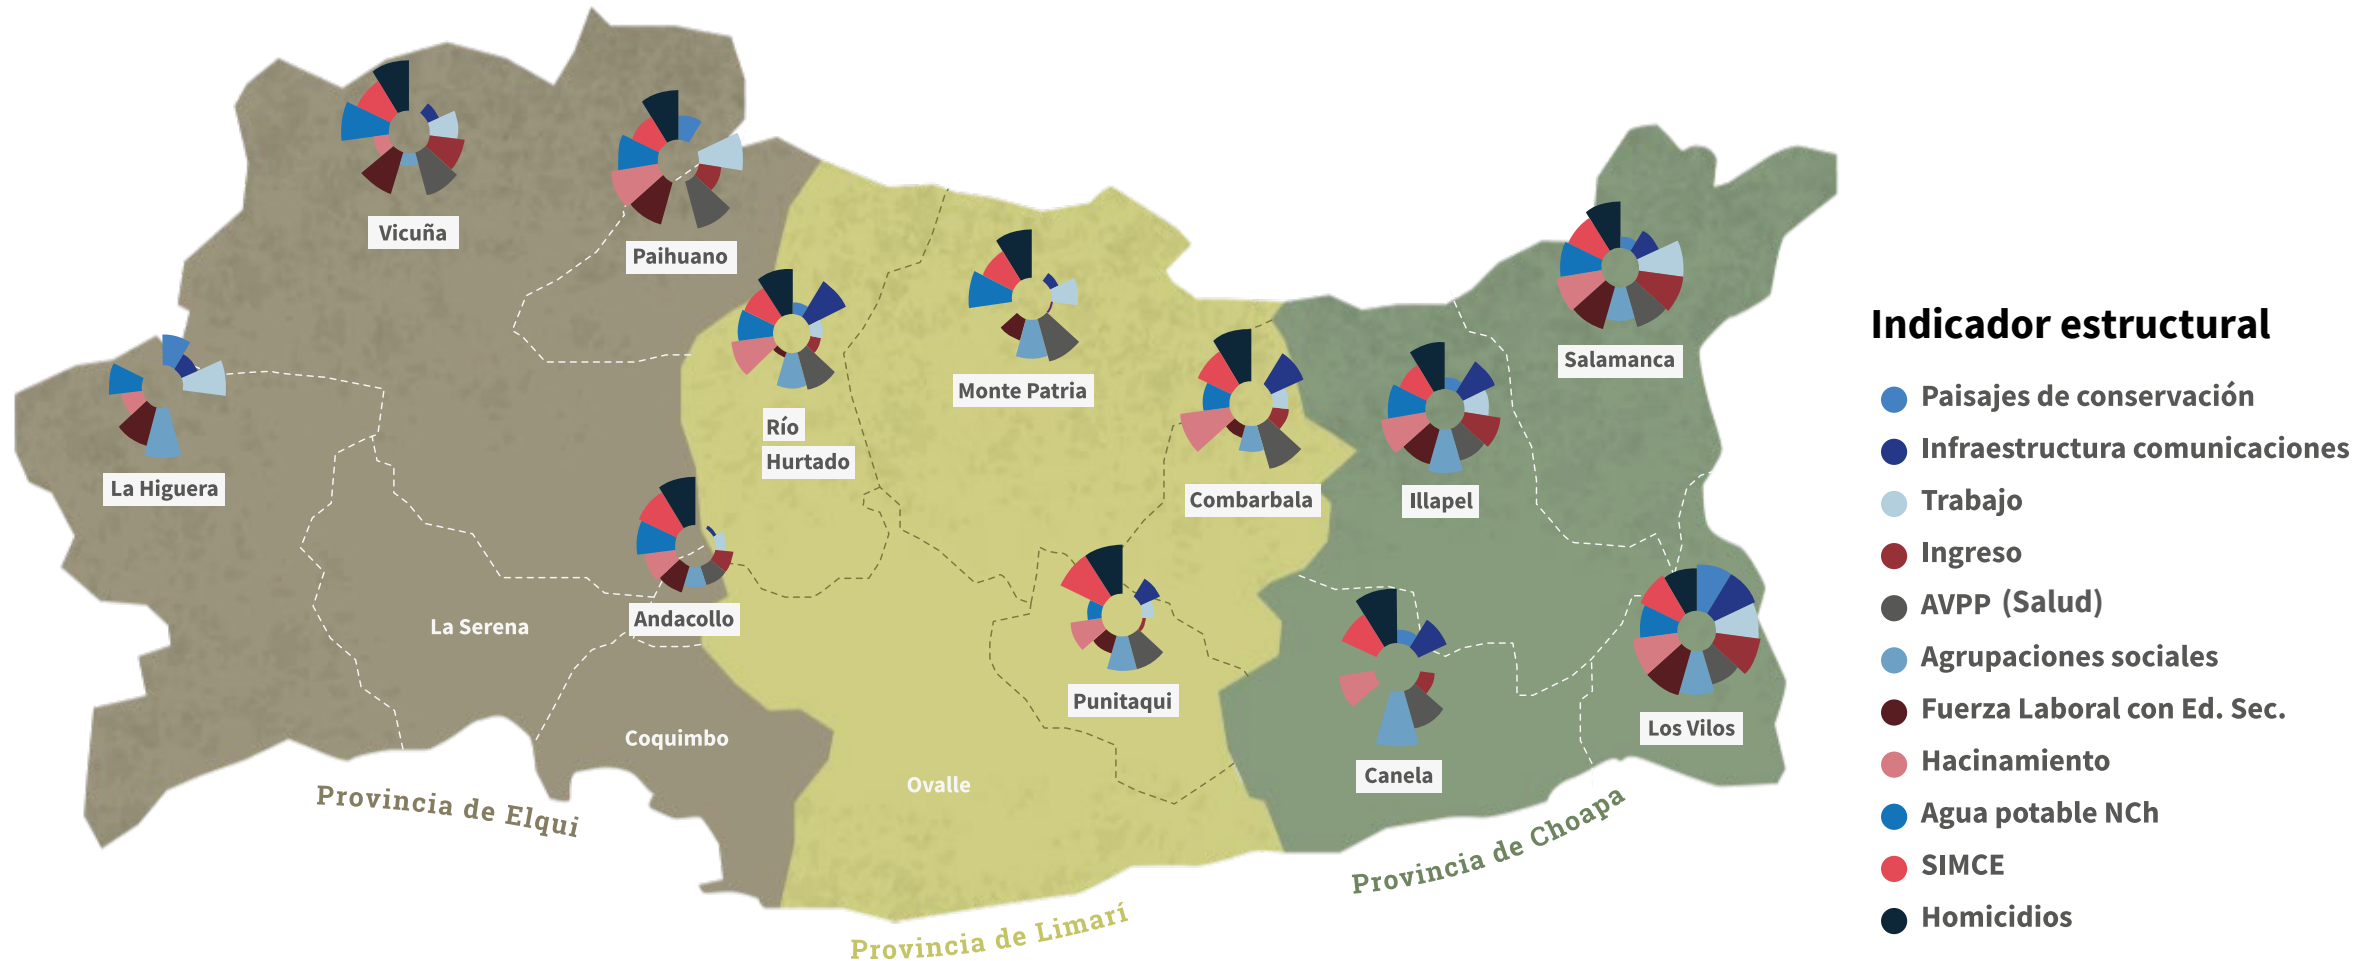 Vicuña
Paihuano
Río
Hurtado
Monte Patria
La Higuera
Combarbala
Illapel
Salamanca
La Serena
Andacollo
Coquimbo
Ovalle
Punitaqui
Canela
Los Vilos
Provincia de Elqui
Provincia de Limarí
Provincia de Choapa
Indicador estructural
Paisajes de conservación
Infraestructura comunicaciones
Trabajo
Ingreso
AVPP (Salud)
Agrupaciones sociales
Fuerza Laboral con Ed. Sec.
Hacinamiento
Agua potable NCh
SIMCE
Homicidios